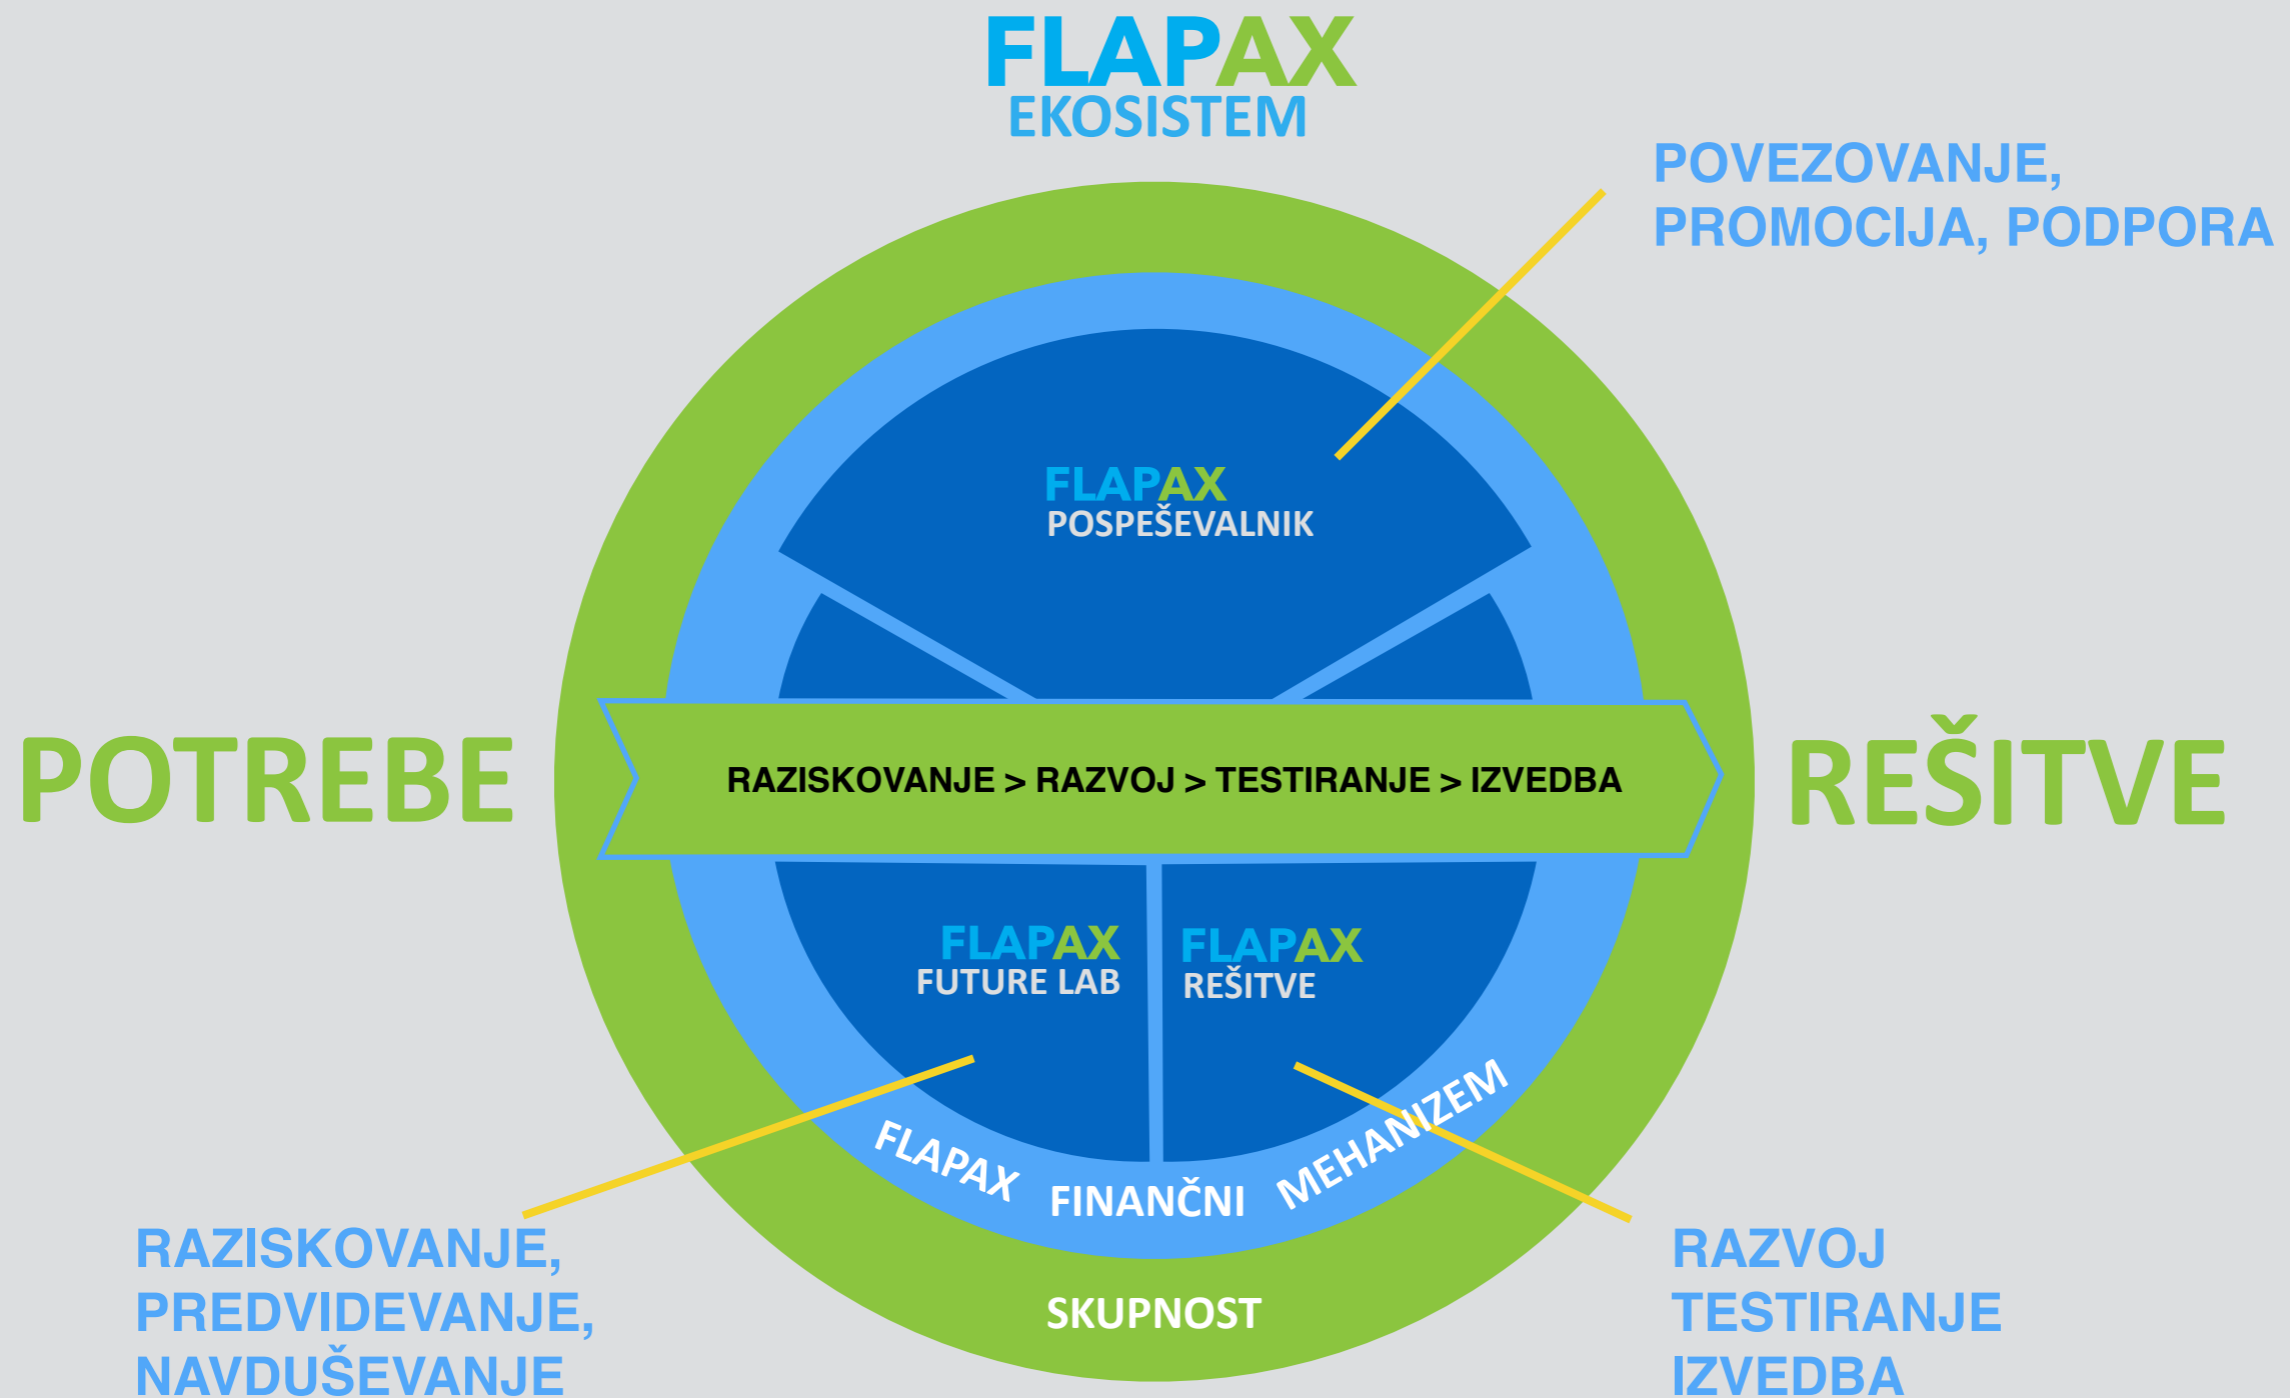 FLAPAX
EKOSISTEM
POVEZOVANJE,
PROMOCIJA, PODPORA
FLAPAX
POSPEŠEVALNIK
POTREBE
RAZISKOVANJE > RAZVOJ > TESTIRANJE > IZVEDBA
REŠITVE
FLAPAX
FUTURE LAB
FLAPAX
REŠITVE
FLAPAX FINANČNI MEHANIZEM
SKUPNOST
RAZISKOVANJE,
PREDVIDEVANJE,
NAVDUŠEVANJE
RAZVOJ
TESTIRANJE
IZVEDBA